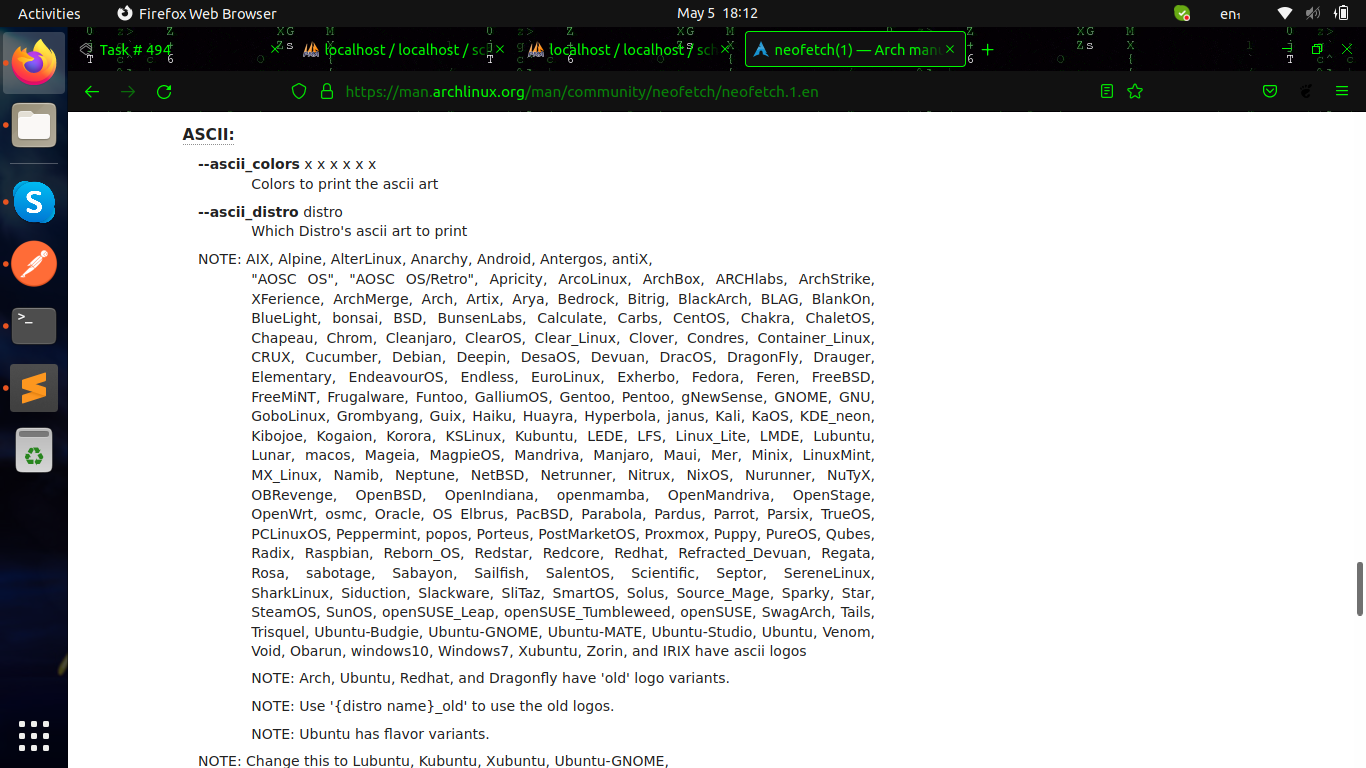 Activities Firefox Web Browser May 5 18:12 en₁
Task # 494 localhost / localhost / sc localhost / localhost / sch neofetch(1) — Arch man
https://man.archlinux.org/man/community/neofetch/neofetch.1.en
ASCII:
--ascii_colors x x x x x x
Colors to print the ascii art
--ascii_distro distro
Which Distro's ascii art to print
NOTE: AIX, Alpine, AlterLinux, Anarchy, Android, Antergos, antiX,
"AOSC OS", "AOSC OS/Retro", Apricity, ArcoLinux, ArchBox, ARCHlabs, ArchStrike,
XFerience, ArchMerge, Arch, Artix, Arya, Bedrock, Bitrig, BlackArch, BLAG, BlankOn,
BlueLight, bonsai, BSD, BunsenLabs, Calculate, Carbs, CentOS, Chakra, ChaletOS,
Chapeau, Chrom, Cleanjaro, ClearOS, Clear_Linux, Clover, Condres, Container_Linux,
CRUX, Cucumber, Debian, Deepin, DesaOS, Devuan, DracOS, DragonFly, Drauger,
Elementary, EndeavourOS, Endless, EuroLinux, Exherbo, Fedora, Feren, FreeBSD,
FreeMiNT, Frugalware, Funtoo, GalliumOS, Gentoo, Pentoo, gNewSense, GNOME, GNU,
GoboLinux, Grombyang, Guix, Haiku, Huayra, Hyperbola, janus, Kali, KaOS, KDE_neon,
Kibojoe, Kogaion, Korora, KSLinux, Kubuntu, LEDE, LFS, Linux_Lite, LMDE, Lubuntu,
Lunar, macos, Mageia, MagpieOS, Mandriva, Manjaro, Maui, Mer, Minix, LinuxMint,
MX_Linux, Namib, Neptune, NetBSD, Netrunner, Nitrux, NixOS, Nurunner, NuTyX,
OBRevenge, OpenBSD, OpenIndiana, openmamba, OpenMandriva, OpenStage,
OpenWrt, osmc, Oracle, OS Elbrus, PacBSD, Parabola, Pardus, Parrot, Parsix, TrueOS,
PCLinuxOS, Peppermint, popos, Porteus, PostMarketOS, Proxmox, Puppy, PureOS, Qubes,
Radix, Raspbian, Reborn_OS, Redstar, Redcore, Redhat, Refracted_Devuan, Regata,
Rosa, sabotage, Sabayon, Sailfish, SalentOS, Scientific, Septor, SereneLinux,
SharkLinux, Siduction, Slackware, SliTaz, SmartOS, Solus, Source_Mage, Sparky, Star,
SteamOS, SunOS, openSUSE_Leap, openSUSE_Tumbleweed, openSUSE, SwagArch, Tails,
Trisquel, Ubuntu-Budgie, Ubuntu-GNOME, Ubuntu-MATE, Ubuntu-Studio, Ubuntu, Venom,
Void, Obarun, windows10, Windows7, Xubuntu, Zorin, and IRIX have ascii logos
NOTE: Arch, Ubuntu, Redhat, and Dragonfly have 'old' logo variants.
NOTE: Use '{distro name}_old' to use the old logos.
NOTE: Ubuntu has flavor variants.
NOTE: Change this to Lubuntu, Kubuntu, Xubuntu, Ubuntu-GNOME,